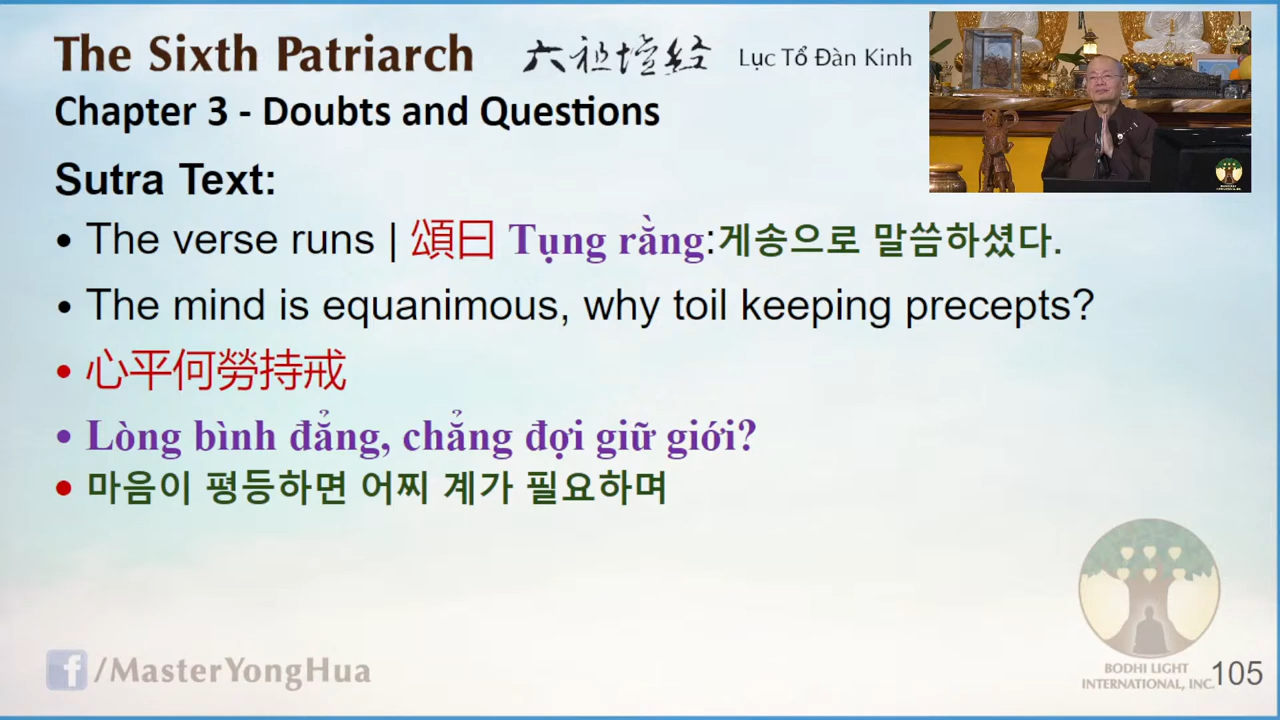 The Sixth Patriarch 六祖壇经 Lục Tổ Đàn Kinh
Chapter 3 - Doubts and Questions
Sutra Text:
• The verse runs | 頌曰 Tụng rằng:게송으로 말씀하셨다.
• The mind is equanimous, why toil keeping precepts?
• 心平何勞持戒
• Lòng bình đẳng, chẳng đợi giữ giới?
• 마음이 평등하면 어찌 계가 필요하며
f/MasterYongHua
BODHI LIGHT
INTERNATIONAL, INC.
105